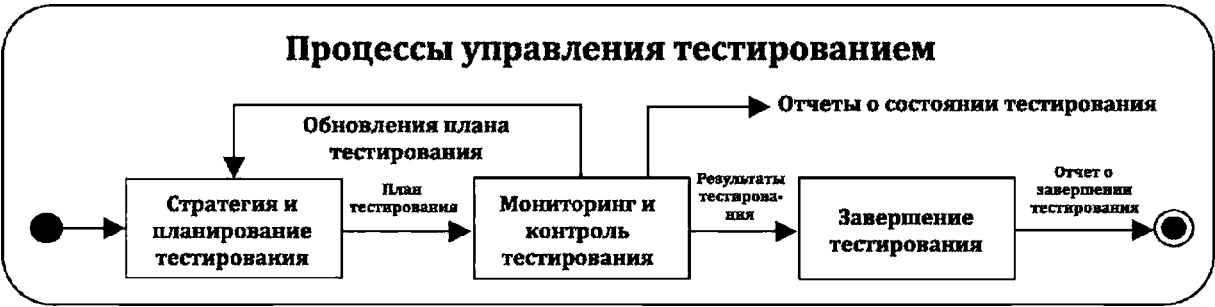 Процессы управления тестированием
Отчеты о состоянии тестирования
Обновления плана
тестирования
Стратегия и
планирование
тестирования
План
тестирования
Мониторинг и
контроль
тестирования
Результаты
тестирова-
ния
Завершение
тестирования
Отчет о
завершении
тестирования